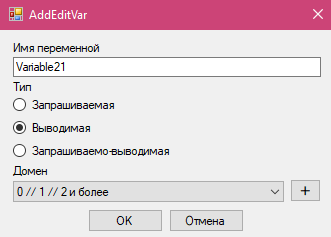 AddEditVar
Имя переменной
Variable21
Тип
Запрашиваемая
Выводимая
Запрашиваемо-выводимая
Домен
0 // 1 // 2 и более
+
OK
Отмена